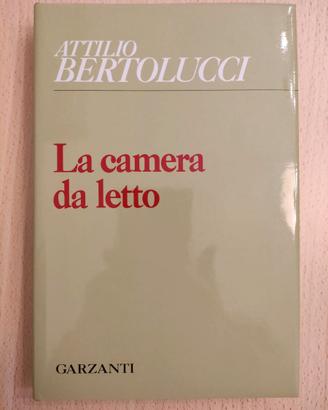 ATTILIO
BERTOLUCCI
La camera
da letto
GARZANTI